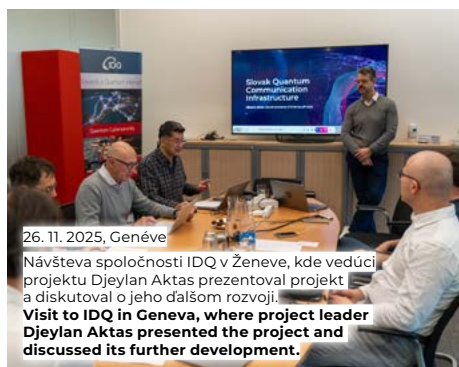 IDQ
Quantum Cybersecurity
Slovak Quantum
Communication
Infrastructure
26. 11. 2025, Genéve
Návšteva spoločnosti IDQ v Ženeve, kde vedúci
projektu Djeylan Aktas prezentoval projekt
a diskutoval o jeho ďalšom rozvoji.
Visit to IDQ in Geneva, where project leader
Djeylan Aktas presented the project and
discussed its further development.